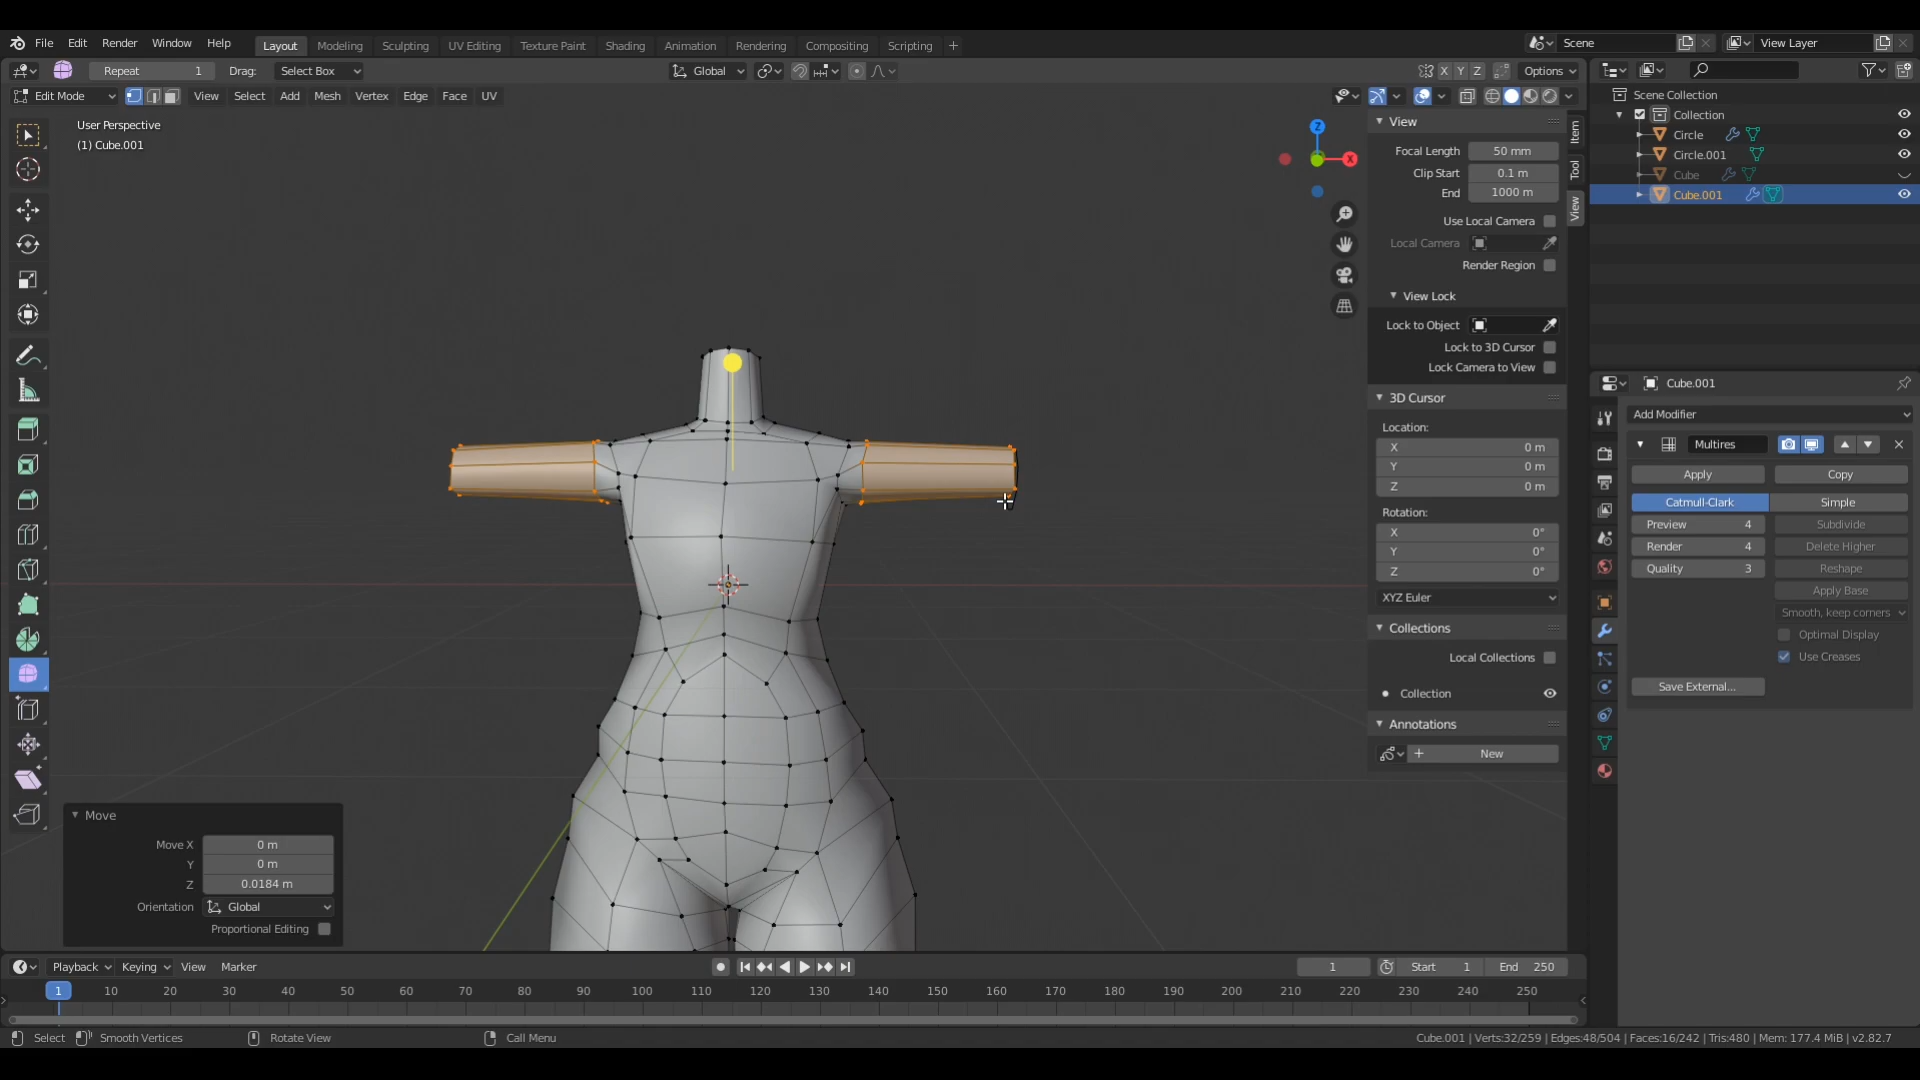 File Edit Render Window Help Layout Modeling Sculpting UV Editing Texture Paint Shading Animation Rendering Compositing Scripting + Scene View Layer
Repeat 1 Drag: Select Box Global X Y Z Options
Edit Mode View Select Add Mesh Vertex Edge Face UV
User Perspective
(1) Cube.001
Z
X
View
Focal Length 50 mm
Clip Start 0.1 m
End 1000 m
Use Local Camera
Local Camera
Render Region
View Lock
Lock to Object
Lock to 3D Cursor
Lock Camera to View
3D Cursor
Location:
X 0 m
Y 0 m
Z 0 m
Rotation:
X 0°
Y 0°
Z 0°
XYZ Euler
Collections
Local Collections
Collection
Annotations
+ New
Item
Tool
View
Scene Collection
Collection
Circle
Circle.001
Cube
Cube.001
Cube.001
Add Modifier
Multires
Apply Copy
Catmull-Clark Simple
Preview 4 Subdivide
Render 4 Delete Higher
Quality 3 Reshape
Apply Base
Smooth, keep corners
Optimal Display
Use Creases
Save External...
Move
Move X 0 m
Y 0 m
Z 0.0184 m
Orientation Global
Proportional Editing
Playback Keying View Marker 1 Start 1 End 250
1 10 20 30 40 50 60 70 80 90 100 110 120 130 140 150 160 170 180 190 200 210 220 230 240 250
Select Smooth Vertices Rotate View Call Menu Cube.001 | Verts:32/259 | Edges:48/504 | Faces:16/242 | Tris:480 | Mem: 177.4 MiB | v2.82.7